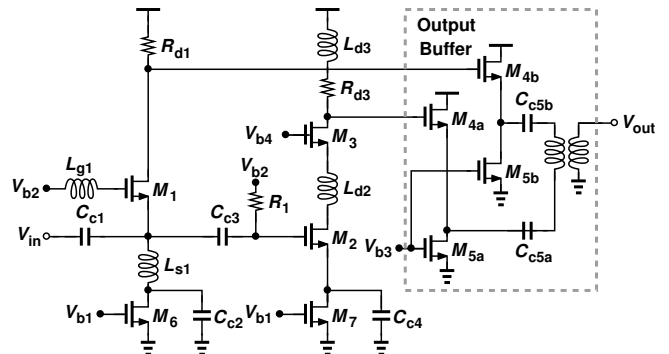 Output
Buffer
R_d1
L_d3
R_d3
M_4b
C_c5b
V_out
M_4a
V_b4
M_3
L_g1
V_b2
V_b2
M_1
L_d2
M_5b
R_1
C_c1
C_c3
V_in
M_2
V_b3
M_5a
C_c5a
L_s1
V_b1
M_6
C_c2
V_b1
M_7
C_c4